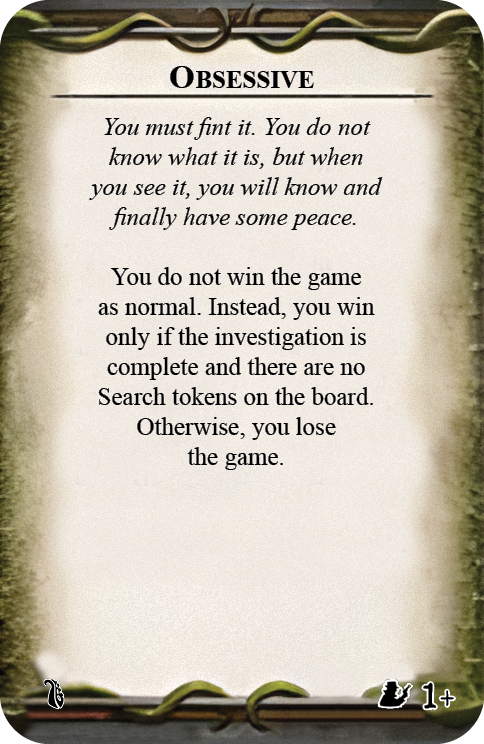 OBSESSIVE
You must fint it. You do not
know what it is, but when
you see it, you will know and
finally have some peace.
You do not win the game
as normal. Instead, you win
only if the investigation is
complete and there are no
Search tokens on the board.
Otherwise, you lose
the game.
1+